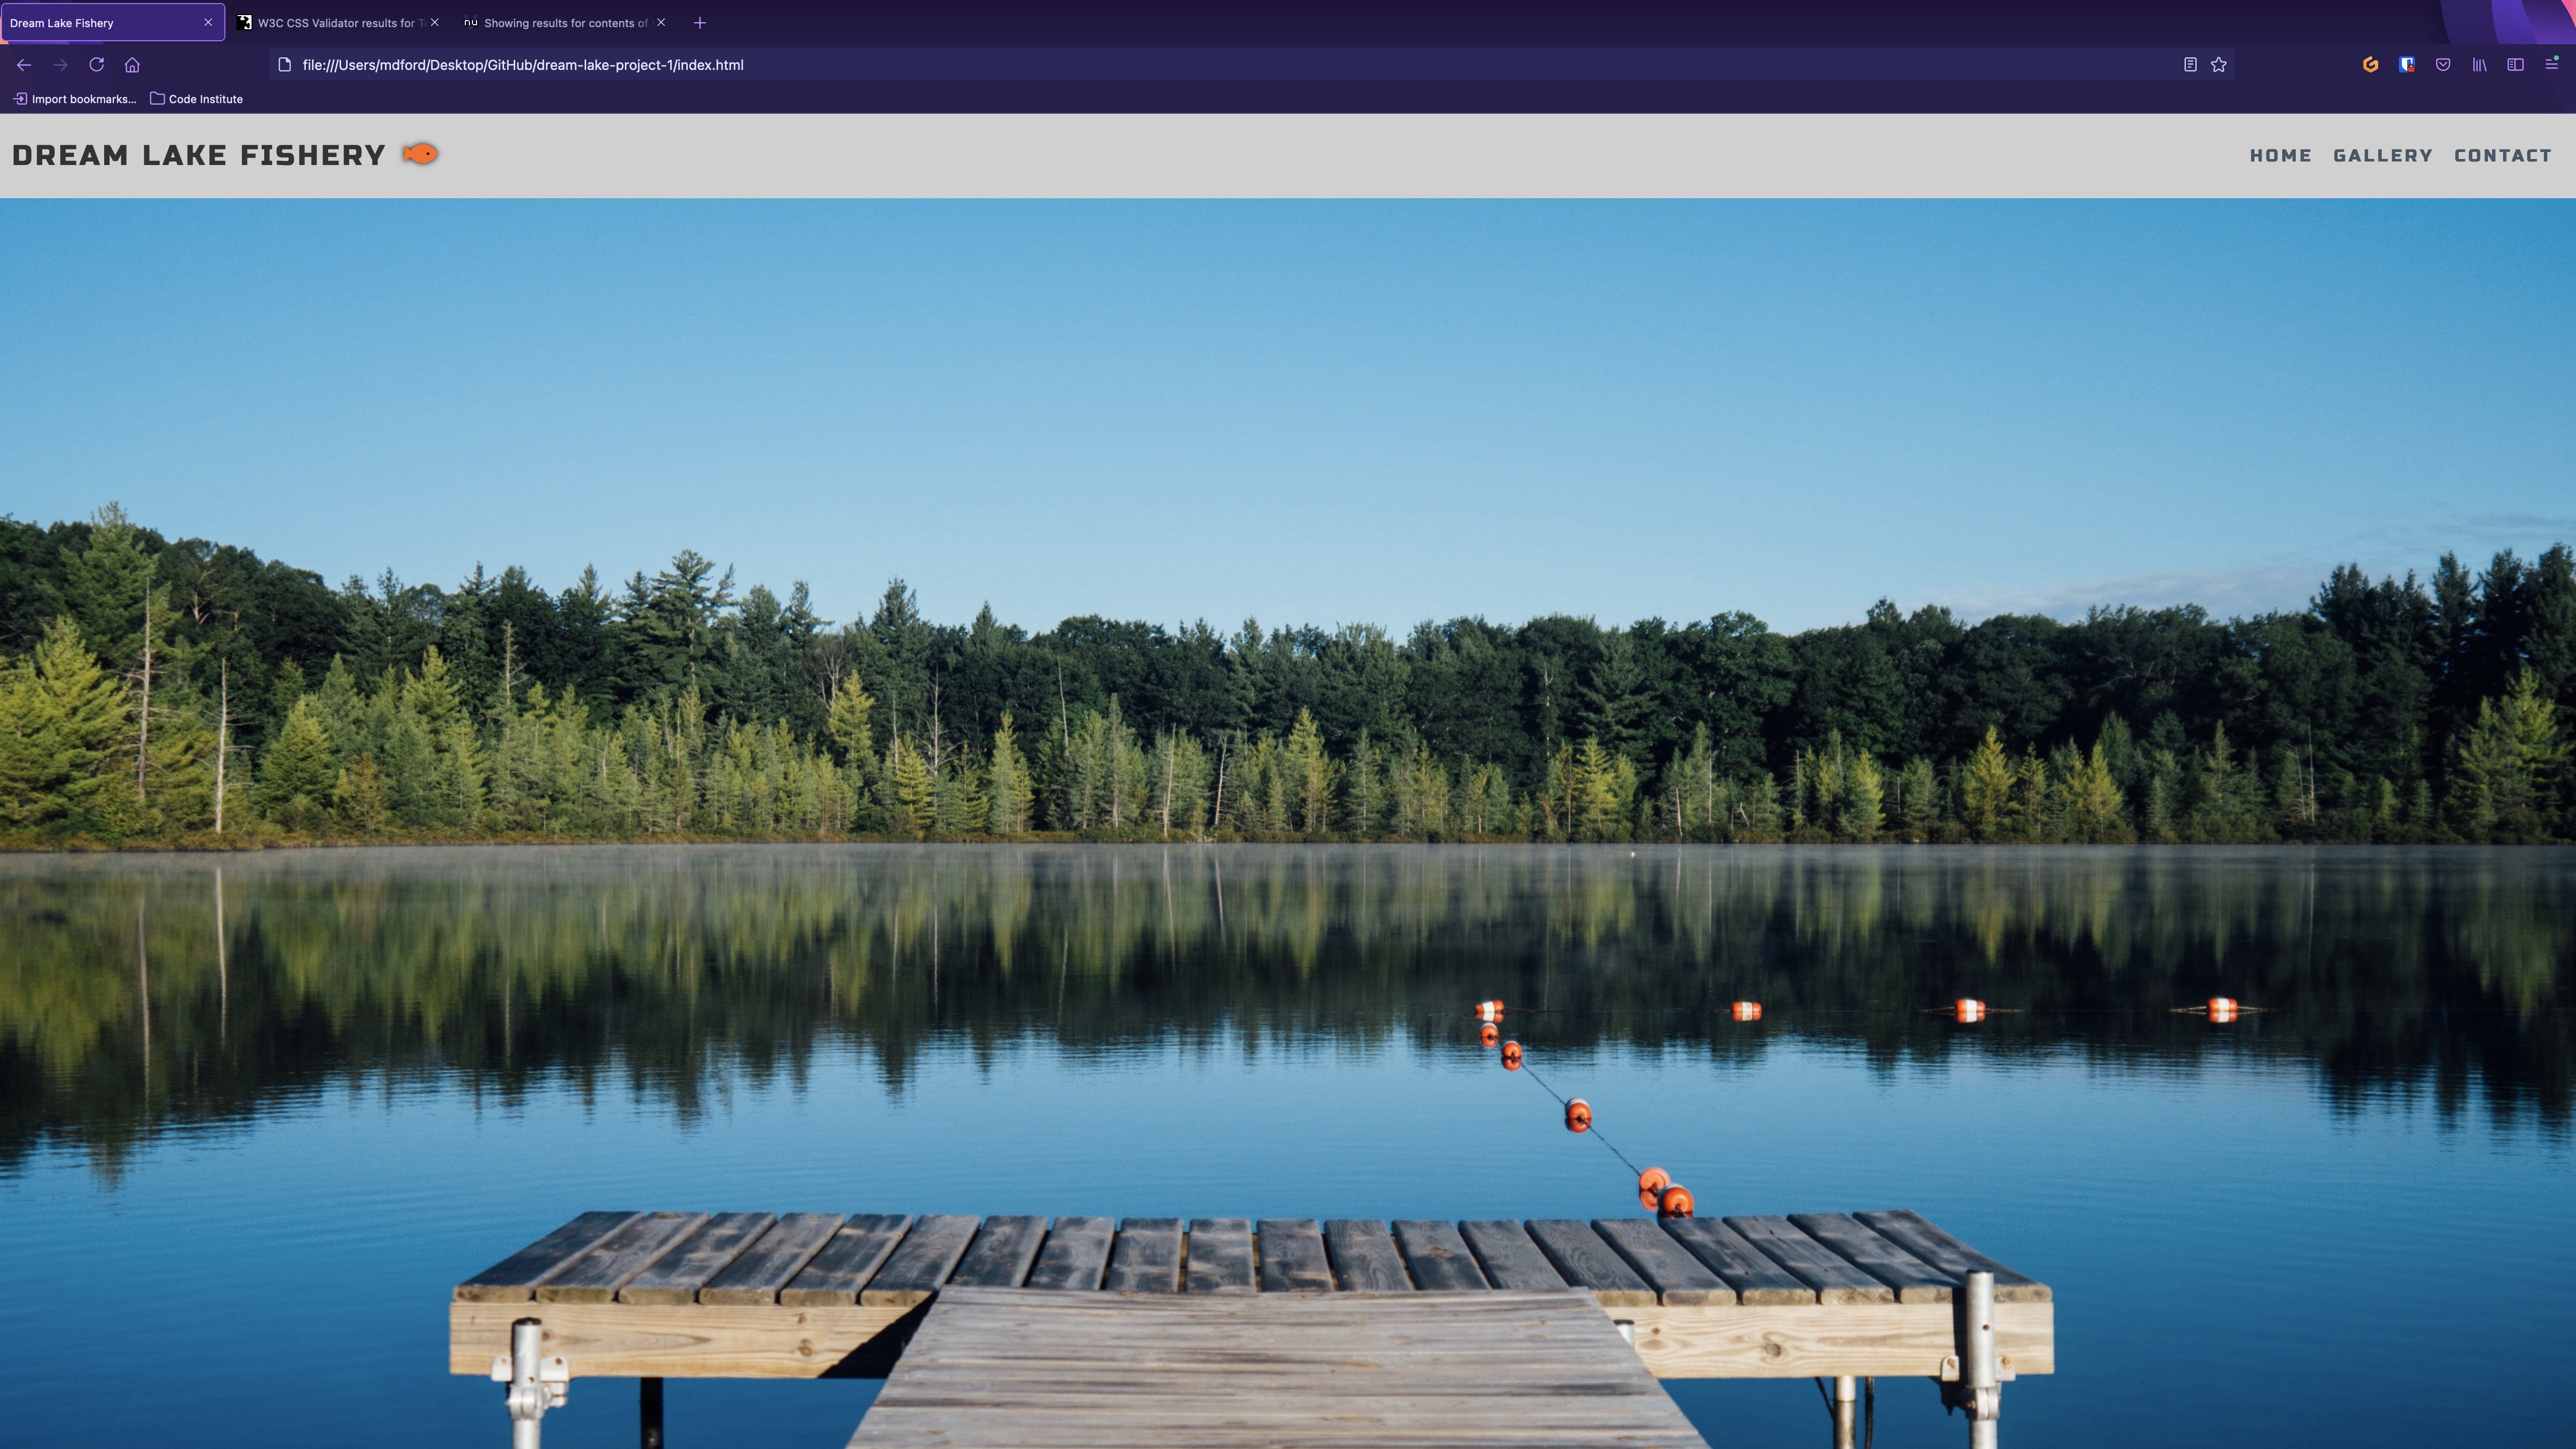 Dream Lake Fishery
W3C CSS Validator results for
Showing results for contents of
file:///Users/mdford/Desktop/GitHub/dream-lake-project-1/index.html
Import bookmarks... Code Institute
DREAM LAKE FISHERY
HOME GALLERY CONTACT